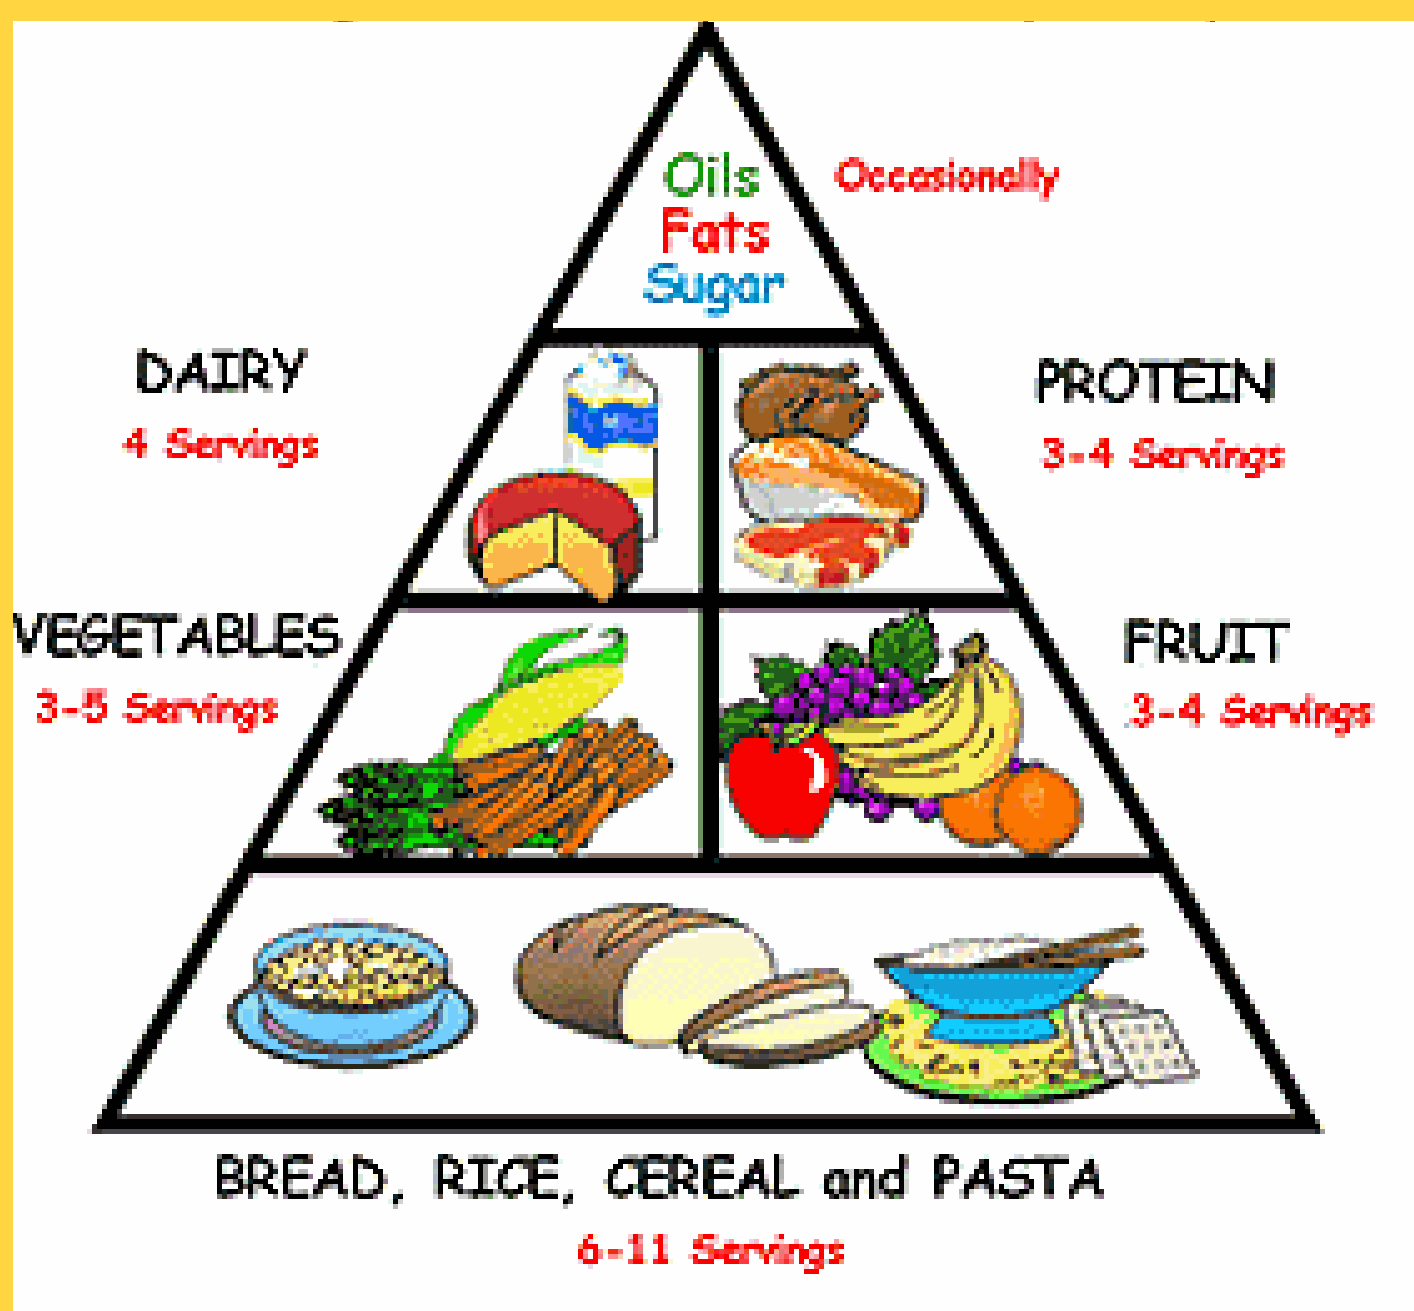 Oils
Occasionally
Fats
Sugar
DAIRY
4 Servings
PROTEIN
3-4 Servings
VEGETABLES
3-5 Servings
FRUIT
3-4 Servings
BREAD, RICE, CEREAL and PASTA
6-11 Servings